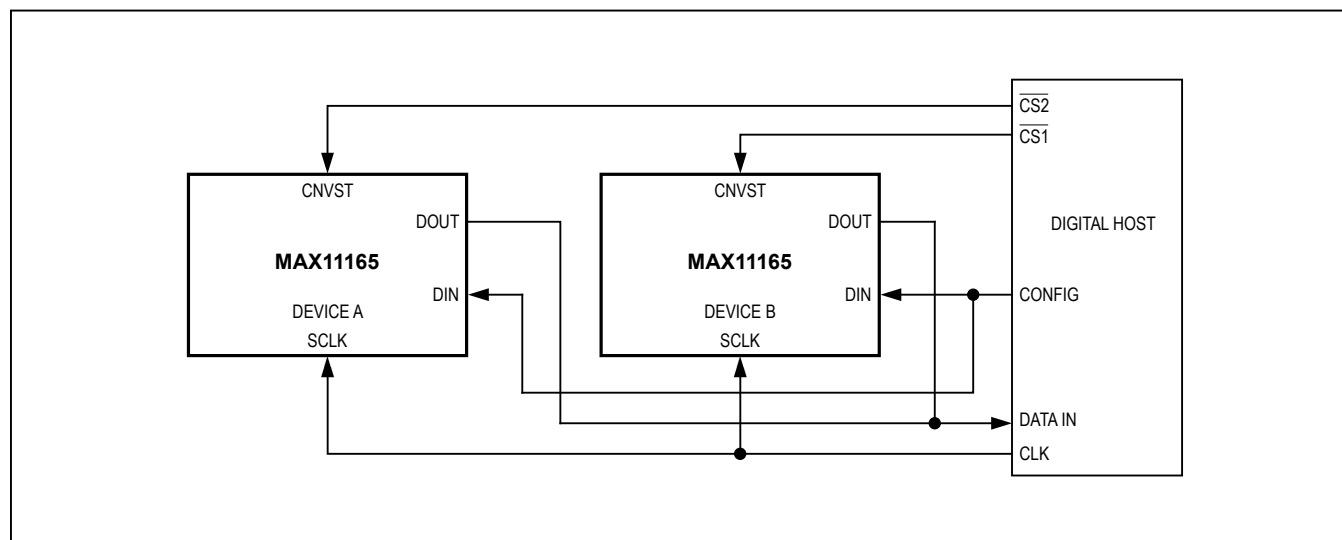 CS2
CS1
CNVST
CNVST
DOUT
DOUT
DIGITAL HOST
MAX11165
MAX11165
DIN
DIN
CONFIG
DEVICE A
DEVICE B
SCLK
SCLK
DATA IN
CLK